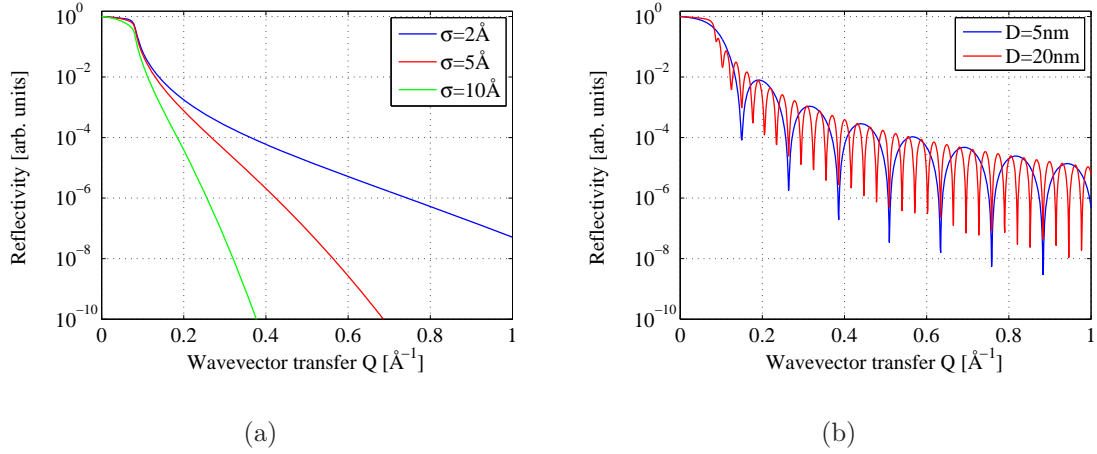 Reflectivity [arb. units]
10^0
10^−2
10^−4
10^−6
10^−8
10^−10
σ=2Å
σ=5Å
σ=10Å
0
0.2
0.4
0.6
0.8
1
Wavevector transfer Q [Å^−1]
(a)
Reflectivity [arb. units]
10^0
10^−2
10^−4
10^−6
10^−8
10^−10
D=5nm
D=20nm
0
0.2
0.4
0.6
0.8
1
Wavevector transfer Q [Å^−1]
(b)